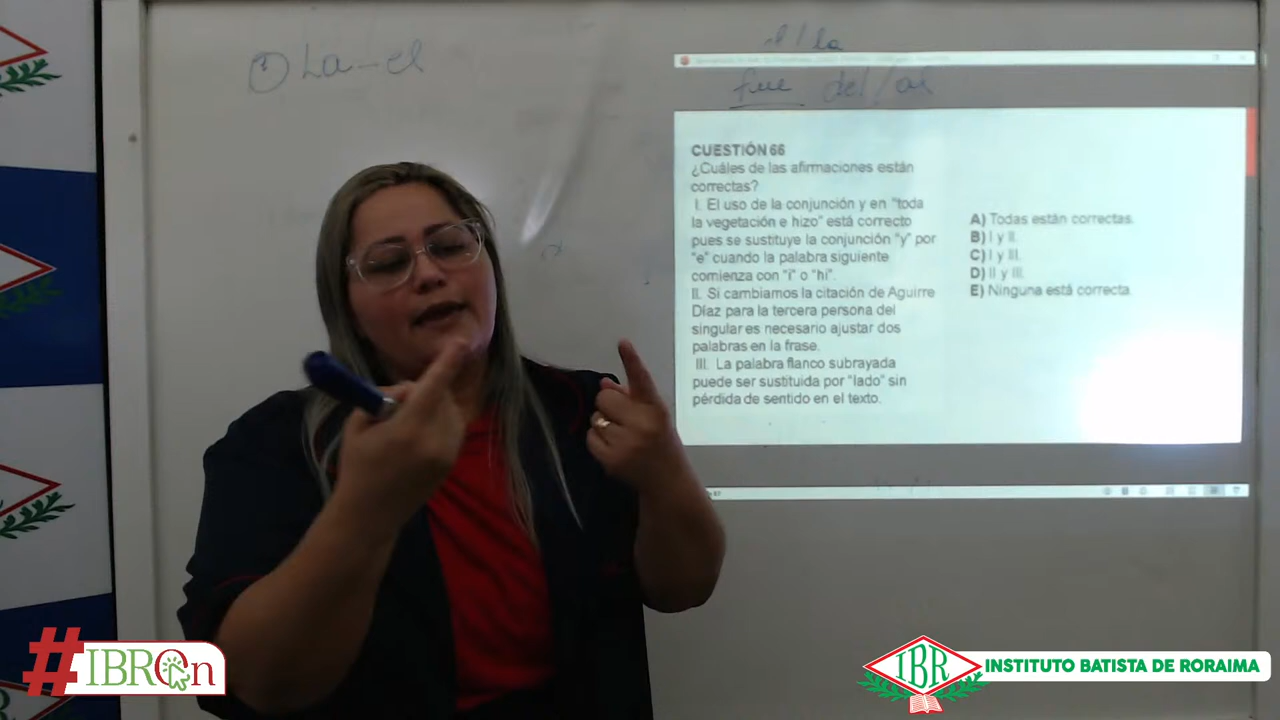 ① La-el
el/la
fue del/al
CUESTIÓN 66
¿Cuáles de las afirmaciones están
correctas?
I. El uso de la conjunción y en "toda
la vegetación e hizo" está correcto
pues se sustituye la conjunción "y" por
"e" cuando la palabra siguiente
comienza con "i" o "hi".
II. Si cambiamos la citación de Aguirre
Díaz para la tercera persona del
singular es necesario ajustar dos
palabras en la frase.
III. La palabra flanco subrayada
puede ser sustituida por "lado" sin
pérdida de sentido en el texto.
A) Todas están correctas.
B) I y II.
C) I y III.
D) II y III.
E) Ninguna está correcta.
#IBROn
IBR INSTITUTO BATISTA DE RORAIMA